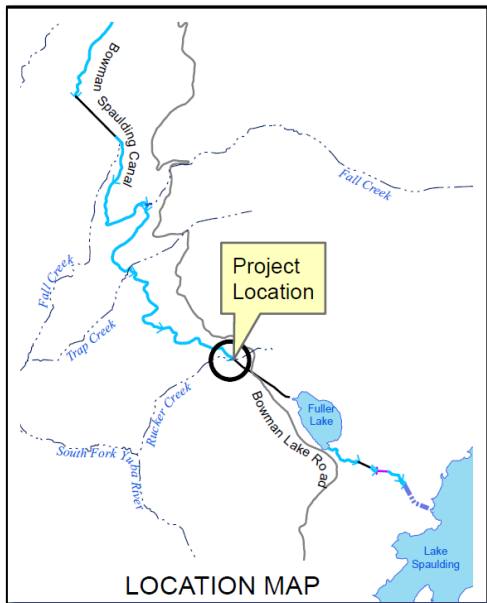 Bowman
Spaulding Canal
Fall Creek
Fall Creek
Project
Location
Trap Creek
Rucker Creek
Bowman Lake Road
Fuller
Lake
South Fork Yuba
River
Lake
Spaulding
LOCATION MAP